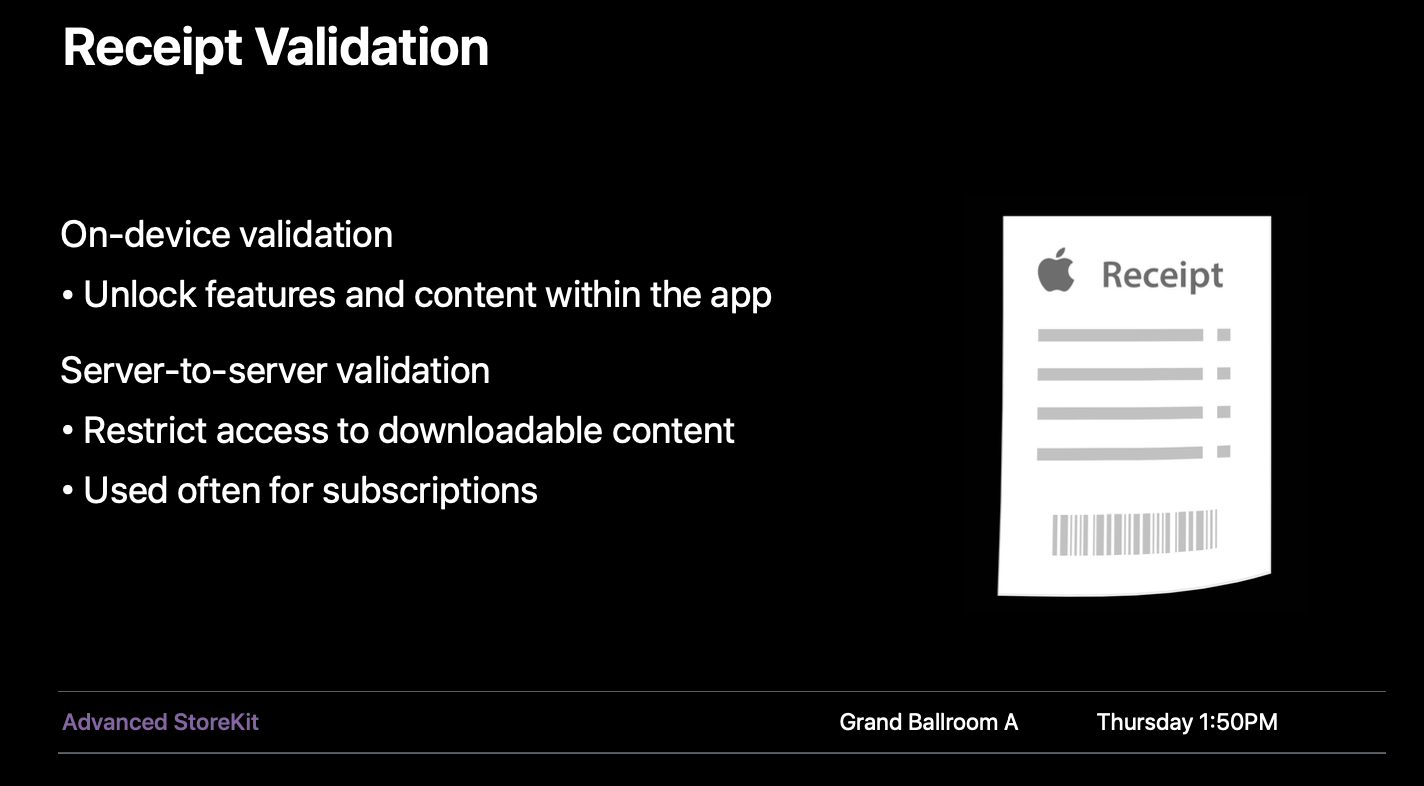 Receipt Validation
On-device validation
• Unlock features and content within the app
Server-to-server validation
• Restrict access to downloadable content
• Used often for subscriptions
Receipt
Advanced StoreKit Grand Ballroom A Thursday 1:50PM